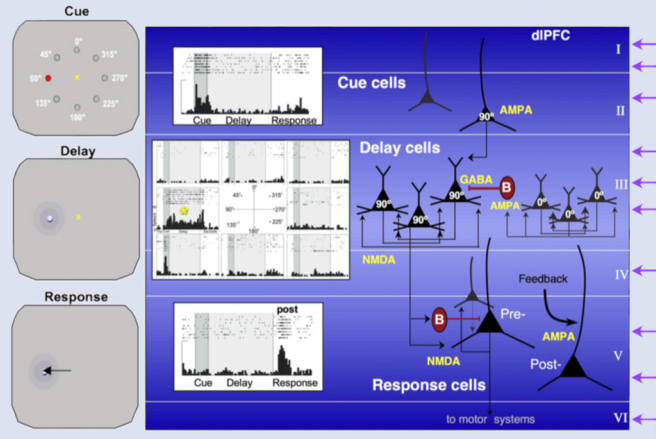 Cue
0°
45°
315°
90°
270°
135°
225°
180°
Delay
Response
dlPFC
I
Cue cells
Cue
Delay
Response
II
90°
AMPA
Delay cells
0°
45°
315°
90°
270°
135°
225°
180°
III
GABA
B
90°
90°
90°
AMPA
0°
0°
0°
NMDA
IV
Feedback
B
Pre-
AMPA
Post-
NMDA
V
post
Cue
Delay
Response
Response cells
to motor systems
VI